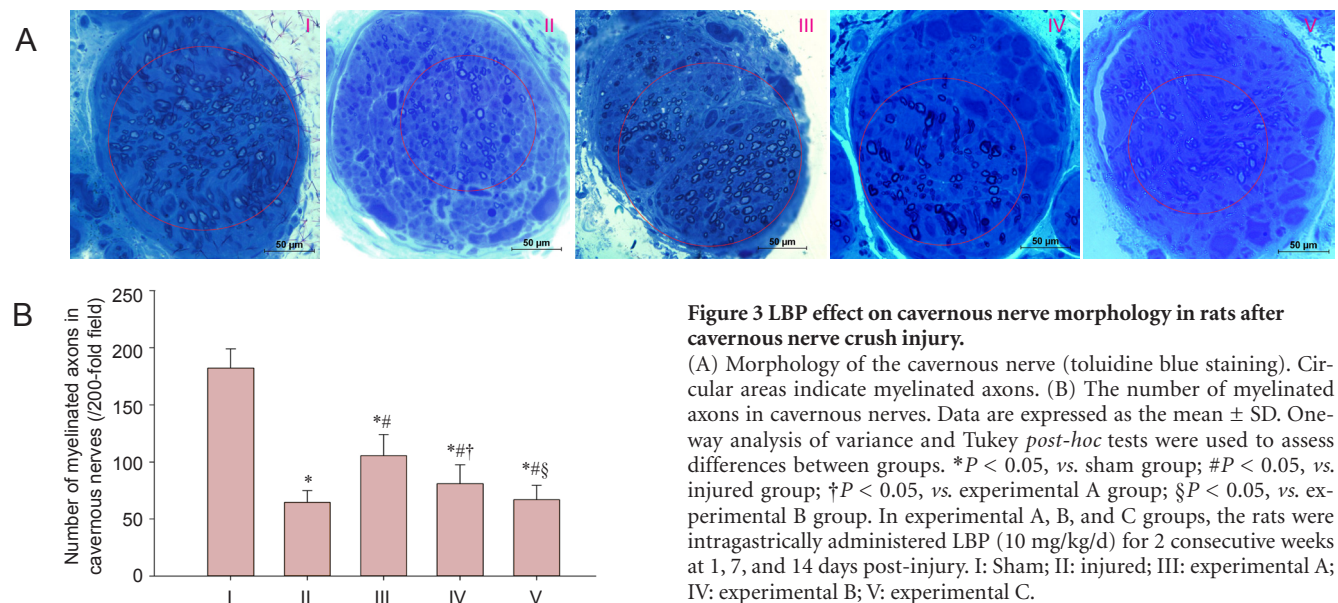 A
I
II
III
IV
V
50 μm
50 μm
50 μm
50 μm
50 μm
B
Number of myelinated axons in
cavernous nerves (/200-fold field)
250
200
150
100
50
0
*
*#
*#†
*#§
I
II
III
IV
V
Figure 3 LBP effect on cavernous nerve morphology in rats after
cavernous nerve crush injury.
(A) Morphology of the cavernous nerve (toluidine blue staining). Cir-
cular areas indicate myelinated axons. (B) The number of myelinated
axons in cavernous nerves. Data are expressed as the mean ± SD. One-
way analysis of variance and Tukey post-hoc tests were used to assess
differences between groups. *P < 0.05, vs. sham group; #P < 0.05, vs.
injured group; †P < 0.05, vs. experimental A group; §P < 0.05, vs. ex-
perimental B group. In experimental A, B, and C groups, the rats were
intragastrically administered LBP (10 mg/kg/d) for 2 consecutive weeks
at 1, 7, and 14 days post-injury. I: Sham; II: injured; III: experimental A;
IV: experimental B; V: experimental C.